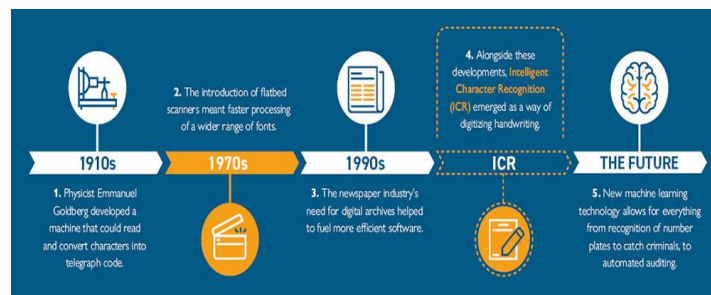 1910s
1. Physicist Emmanuel
Goldberg developed a
machine that could read
and convert characters into
telegraph code.
2. The introduction of flatbed
scanners meant faster processing
of a wider range of fonts.
1970s
1990s
3. The newspaper industry's
need for digital archives helped
to fuel more efficient software.
4. Alongside these
developments, Intelligent
Character Recognition
(ICR) emerged as a way of
digitizing handwriting.
ICR
THE FUTURE
5. New machine learning
technology allows for everything
from recognition of number
plates to catch criminals, to
automated auditing.